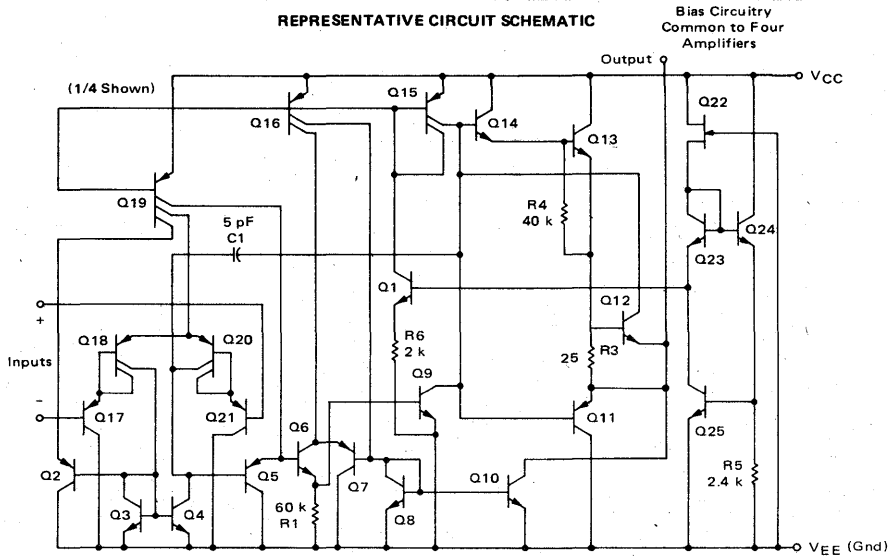 REPRESENTATIVE CIRCUIT SCHEMATIC
Bias Circuitry
Common to Four
Amplifiers
Output
VCC
(1/4 Shown)
Q15
Q22
Q16
Q14
Q13
Q19
5 pF
C1
R4
40 k
Q24
Q23
Q1
Q12
+
Q18
Q20
R6
2 k
R3
25
Inputs
Q9
–
Q17
Q21
Q11
Q25
Q6
Q2
Q5
Q7
Q10
R5
2.4 k
Q3
Q4
60 k
R1
Q8
VEE (Gnd)